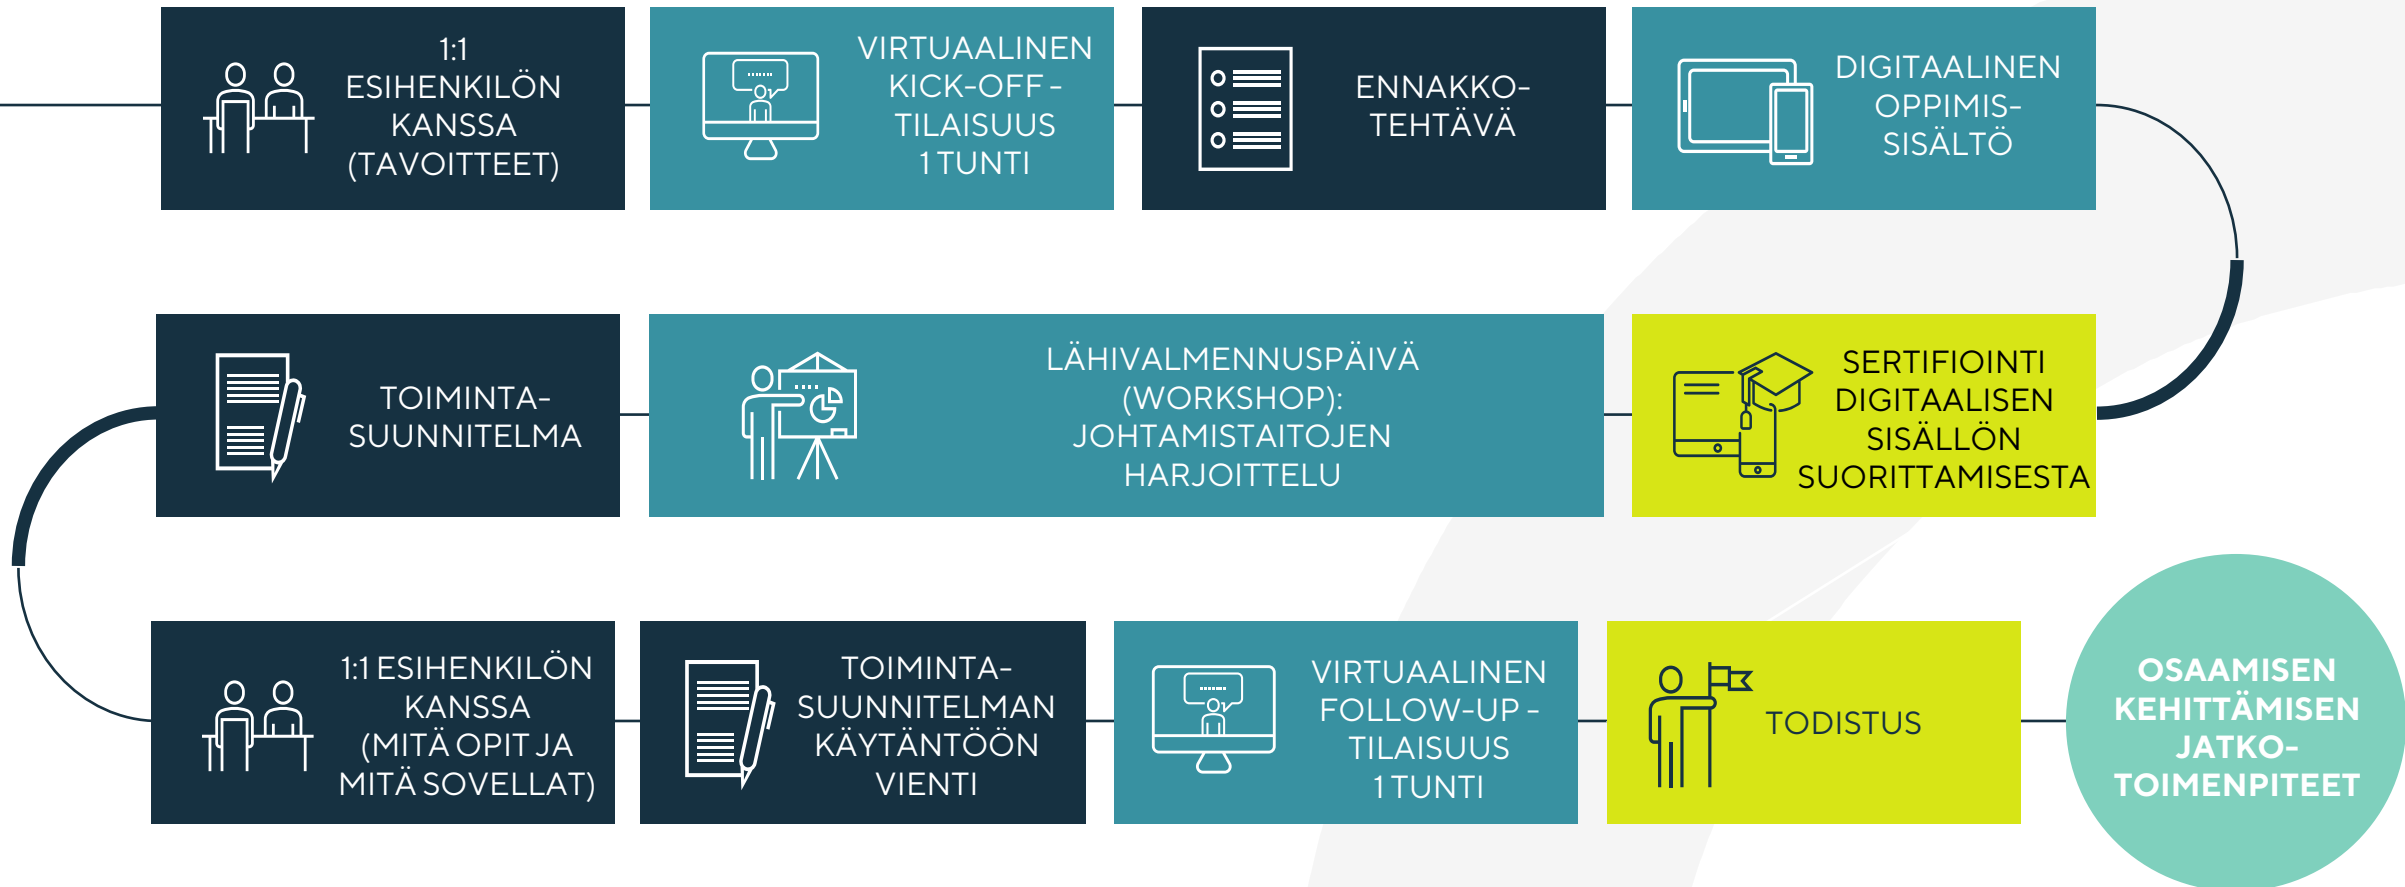 1:1
ESIHENKILÖN
KANSSA
(TAVOITTEET)
VIRTUAALINEN
KICK-OFF -
TILAISUUS
1 TUNTI
ENNAKKO-
TEHTÄVÄ
DIGITAALINEN
OPPIMIS-
SISÄLTÖ
SERTIFIOINTI
DIGITAALISEN
SISÄLLÖN
SUORITTAMISESTA
LÄHIVALMENNUSPÄIVÄ
(WORKSHOP):
JOHTAMISTAITOJEN
HARJOITTELU
TOIMINTA-
SUUNNITELMA
1:1 ESIHENKILÖN
KANSSA
(MITÄ OPIT JA
MITÄ SOVELLAT)
TOIMINTA-
SUUNNITELMAN
KÄYTÄNTÖÖN
VIENTI
VIRTUAALINEN
FOLLOW-UP -
TILAISUUS
1 TUNTI
TODISTUS
OSAAMISEN
KEHITTÄMISEN
JATKO-
TOIMENPITEET